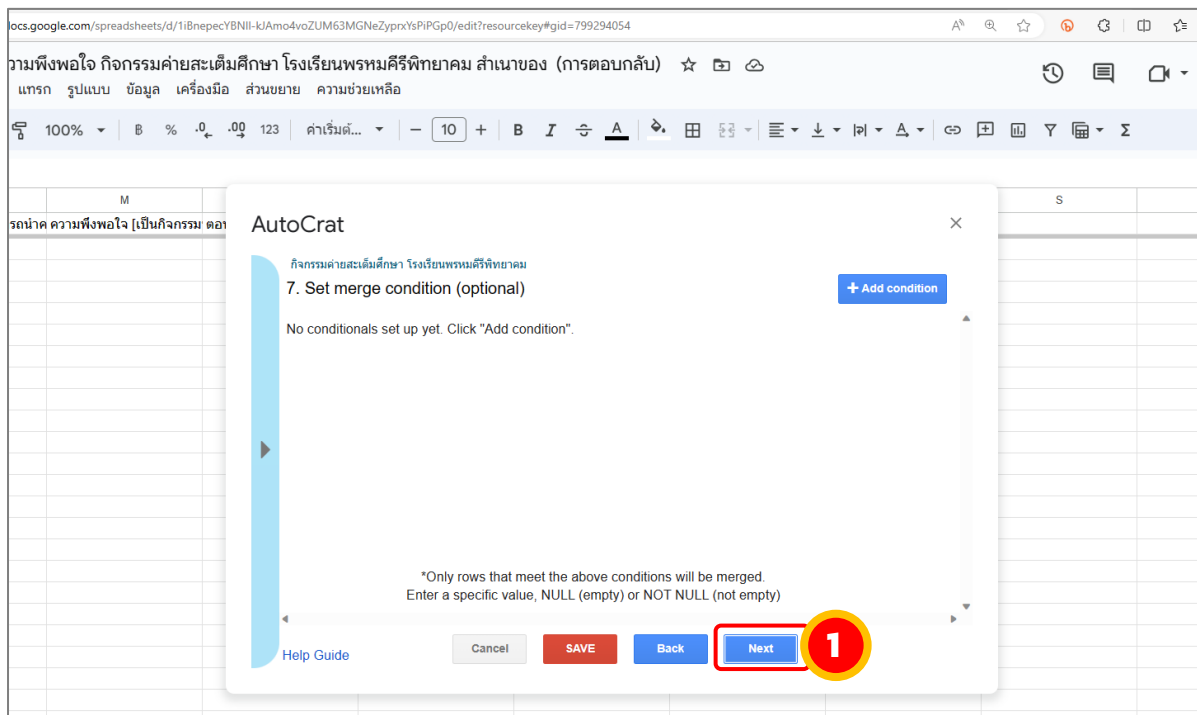 locs.google.com/spreadsheets/d/1iBnepecYBNII-kJAmo4voZUM63MGNeZyprxYsPiPGp0/edit?resourcekey#gid=799294054
วามพึงพอใจ กิจกรรมค่ายสะเต็มศึกษา โรงเรียนพรหมคีรีพิทยาคม สำเนาของ (การตอบกลับ)
แทรก รูปแบบ ข้อมูล เครื่องมือ ส่วนขยาย ความช่วยเหลือ
100% B % .0 .00 123 ค่าเริ่มต้... – 10 + B I A
M S
รถนำค ความพึงพอใจ [เป็นกิจกรรม ตอบ
AutoCrat
กิจกรรมค่ายสะเต็มศึกษา โรงเรียนพรหมคีรีพิทยาคม
7. Set merge condition (optional)
+ Add condition
No conditionals set up yet. Click "Add condition".
*Only rows that meet the above conditions will be merged.
Enter a specific value, NULL (empty) or NOT NULL (not empty)
Help Guide Cancel SAVE Back Next 1